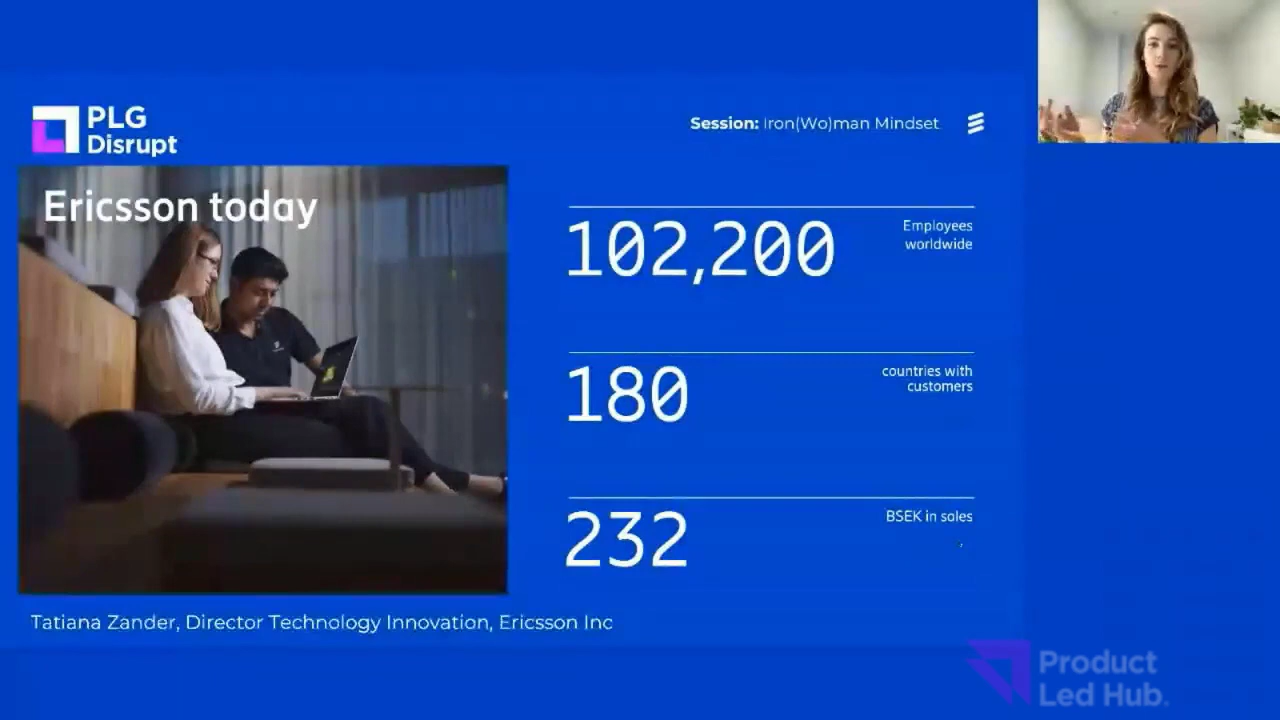 PLG
Disrupt
Session: Iron(Wo)man Mindset
Ericsson today
102,200
Employees
worldwide
180
countries with
customers
232
BSEK in sales
Tatiana Zander, Director Technology Innovation, Ericsson Inc
Product
Led Hub.